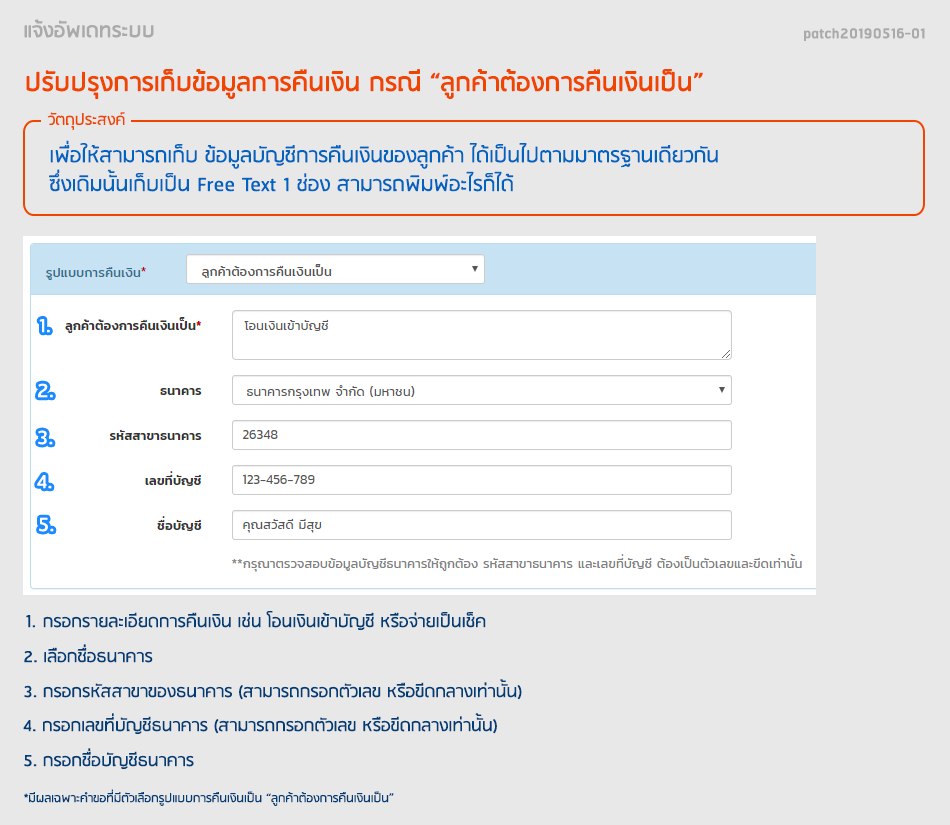 แจ้งอัพเดทระบบ
patch20190516-01
ปรับปรุงการเก็บข้อมูลการคืนเงิน กรณี “ลูกค้าต้องการคืนเงินเป็น”
วัตถุประสงค์
เพื่อให้สามารถเก็บ ข้อมูลบัญชีการคืนเงินของลูกค้า ได้เป็นไปตามมาตรฐานเดียวกัน
ซึ่งเดิมนั้นเก็บเป็น Free Text 1 ช่อง สามารถพิมพ์อะไรก็ได้
รูปแบบการคืนเงิน* ลูกค้าต้องการคืนเงินเป็น
1. ลูกค้าต้องการคืนเงินเป็น* โอนเงินเข้าบัญชี
2. ธนาคาร ธนาคารกรุงเทพ จำกัด (มหาชน)
3. รหัสสาขาธนาคาร 26348
4. เลขที่บัญชี 123-456-789
5. ชื่อบัญชี คุณสวัสดี มีสุข
**กรุณาตรวจสอบข้อมูลบัญชีธนาคารให้ถูกต้อง รหัสสาขาธนาคาร และเลขที่บัญชี ต้องเป็นตัวเลขและขีดเท่านั้น
1. กรอกรายละเอียดการคืนเงิน เช่น โอนเงินเข้าบัญชี หรือจ่ายเป็นเช็ค
2. เลือกชื่อธนาคาร
3. กรอกรหัสสาขาของธนาคาร (สามารถกรอกตัวเลข หรือขีดกลางเท่านั้น)
4. กรอกเลขที่บัญชีธนาคาร (สามารถกรอกตัวเลข หรือขีดกลางเท่านั้น)
5. กรอกชื่อบัญชีธนาคาร
*มีผลเฉพาะคำขอที่มีตัวเลือกรูปแบบการคืนเงินเป็น “ลูกค้าต้องการคืนเงินเป็น”